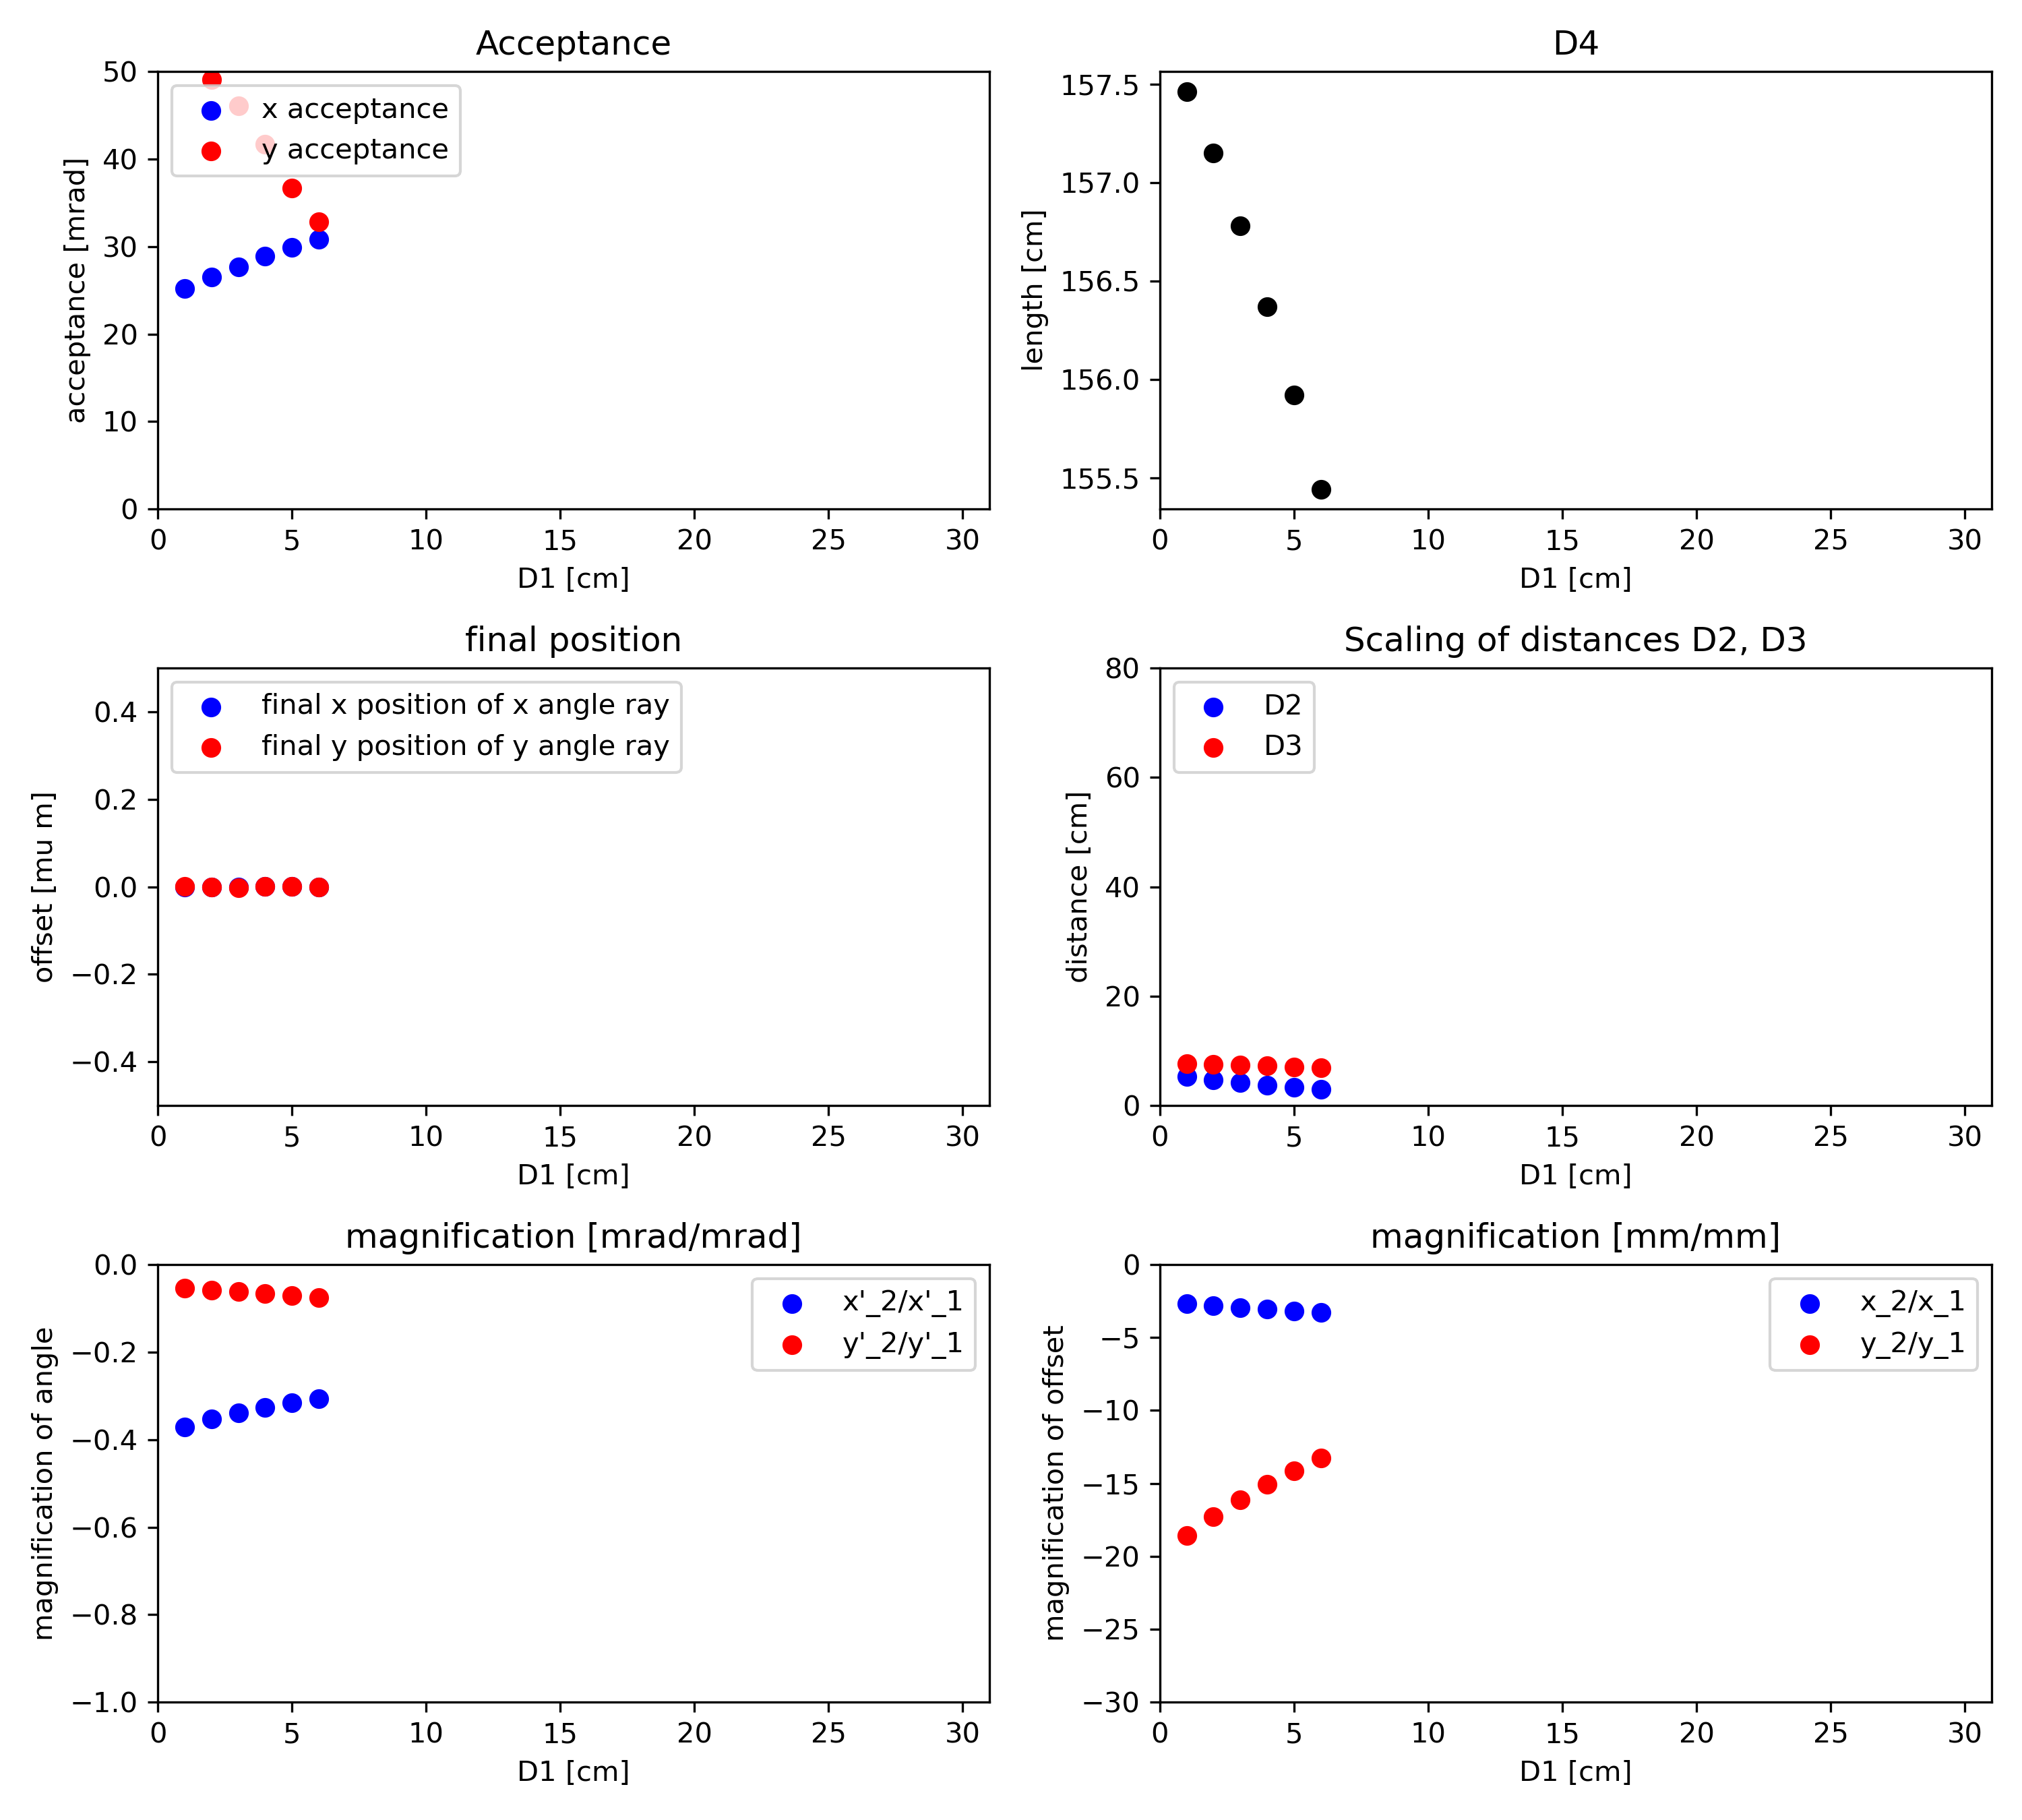 Acceptance
50
40
30
20
10
0
acceptance [mrad]
x acceptance
y acceptance
0 5 10 15 20 25 30
D1 [cm]
D4
157.5
157.0
156.5
156.0
155.5
length [cm]
0 5 10 15 20 25 30
D1 [cm]
final position
0.4
0.2
0.0
−0.2
−0.4
offset [mu m]
final x position of x angle ray
final y position of y angle ray
0 5 10 15 20 25 30
D1 [cm]
Scaling of distances D2, D3
80
60
40
20
0
distance [cm]
D2
D3
0 5 10 15 20 25 30
D1 [cm]
magnification [mrad/mrad]
0.0
−0.2
−0.4
−0.6
−0.8
−1.0
magnification of angle
x'_2/x'_1
y'_2/y'_1
0 5 10 15 20 25 30
D1 [cm]
magnification [mm/mm]
0
−5
−10
−15
−20
−25
−30
magnification of offset
x_2/x_1
y_2/y_1
0 5 10 15 20 25 30
D1 [cm]